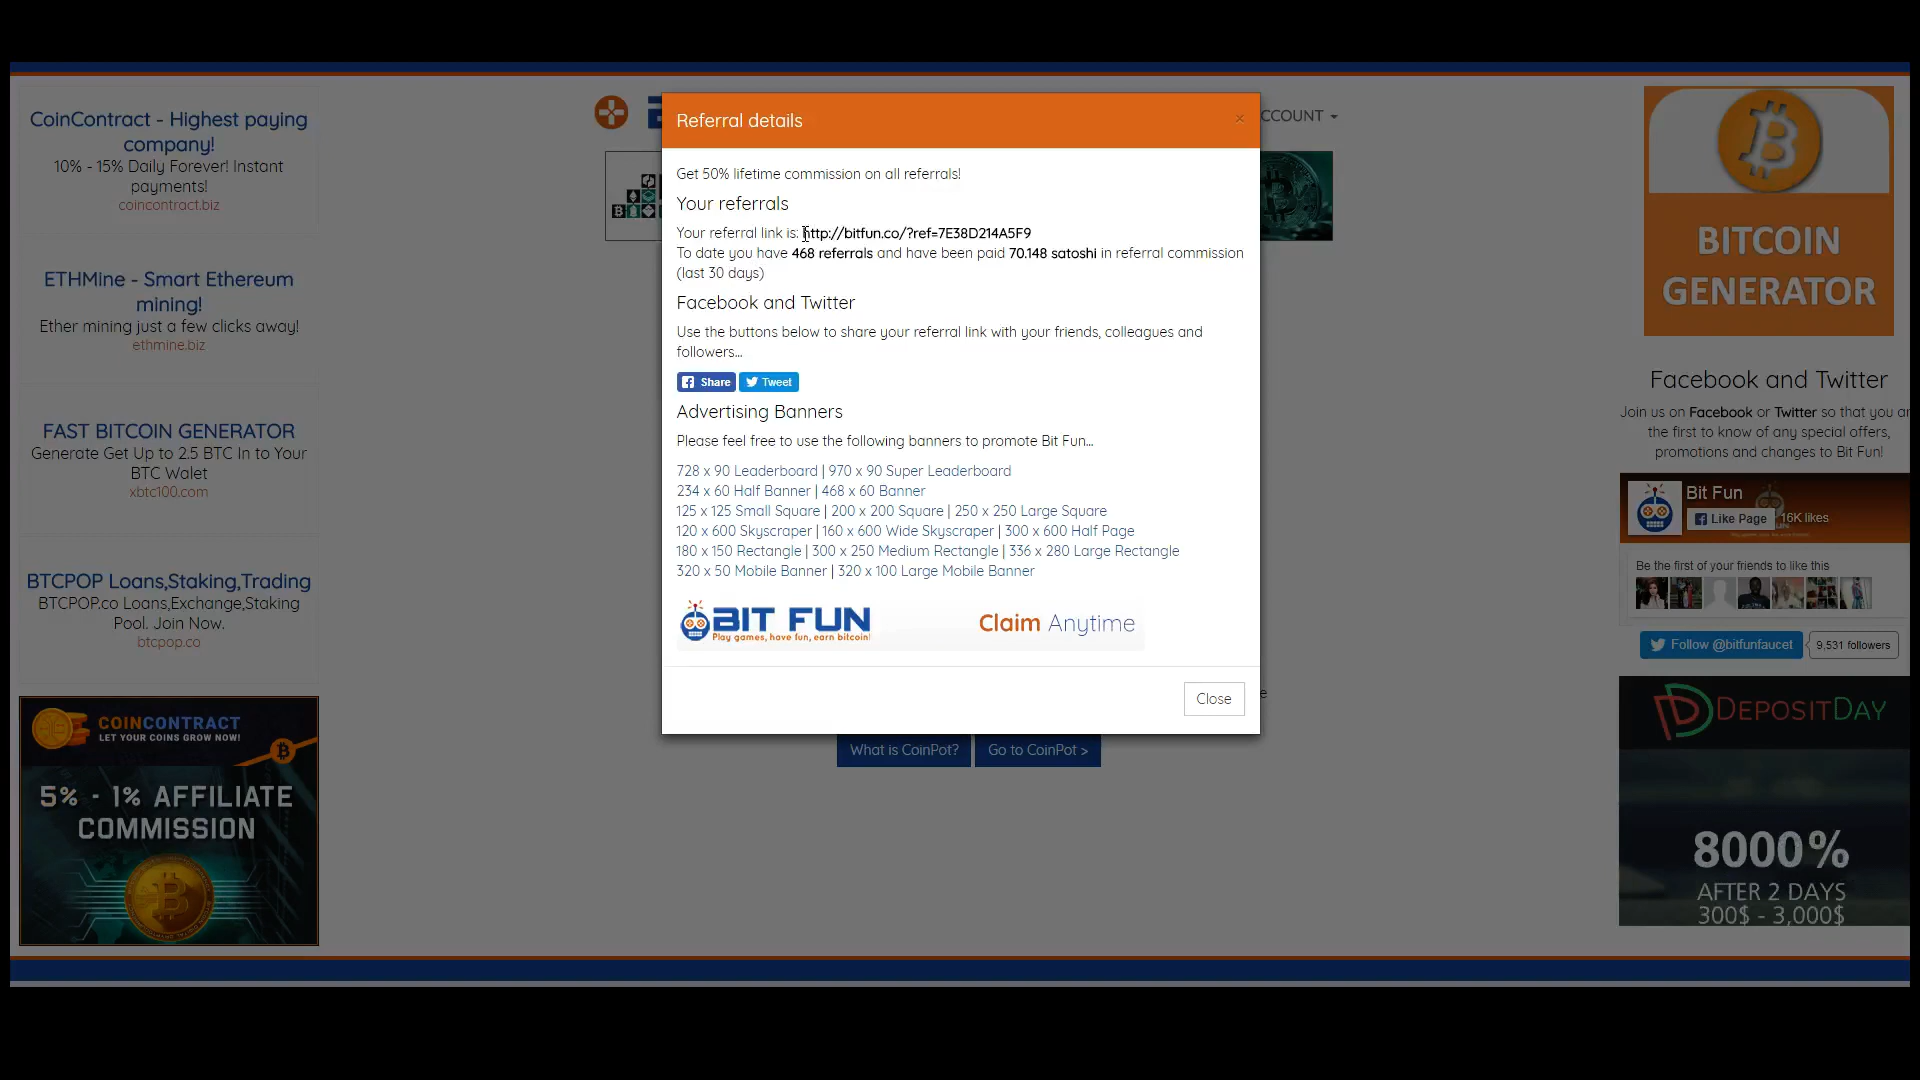 CoinContract - Highest paying
company!
10% - 15% Daily Forever! Instant
payments!
coincontract.biz
ETHMine - Smart Ethereum
mining!
Ether mining just a few clicks away!
ethmine.biz
FAST BITCOIN GENERATOR
Generate Get Up to 2.5 BTC In to Your
BTC Walet
xbtc100.com
BTCPOP Loans,Staking,Trading
BTCPOP.co Loans,Exchange,Staking
Pool. Join Now.
btcpop.co
COINCONTRACT
LET YOUR COINS GROW NOW!
5% - 1% AFFILIATE
COMMISSION
CCOUNT
Referral details
×
Get 50% lifetime commission on all referrals!
Your referrals
Your referral link is: http://bitfun.co/?ref=7E38D214A5F9
To date you have 468 referrals and have been paid 70.148 satoshi in referral commission
(last 30 days)
Facebook and Twitter
Use the buttons below to share your referral link with your friends, colleagues and
followers...
Share Tweet
Advertising Banners
Please feel free to use the following banners to promote Bit Fun...
728 x 90 Leaderboard | 970 x 90 Super Leaderboard
234 x 60 Half Banner | 468 x 60 Banner
125 x 125 Small Square | 200 x 200 Square | 250 x 250 Large Square
120 x 600 Skyscraper | 160 x 600 Wide Skyscraper | 300 x 600 Half Page
180 x 150 Rectangle | 300 x 250 Medium Rectangle | 336 x 280 Large Rectangle
320 x 50 Mobile Banner | 320 x 100 Large Mobile Banner
BIT FUN
Play games, have fun, earn bitcoin!
Claim Anytime
Close
What is CoinPot? Go to CoinPot >
BITCOIN
GENERATOR
Facebook and Twitter
Join us on Facebook or Twitter so that you ar
the first to know of any special offers,
promotions and changes to Bit Fun!
Bit Fun
Like Page 16K likes
Be the first of your friends to like this
Follow @bitfunfaucet 9,531 followers
DEPOSITDAY
8000%
AFTER 2 DAYS
300$ - 3,000$